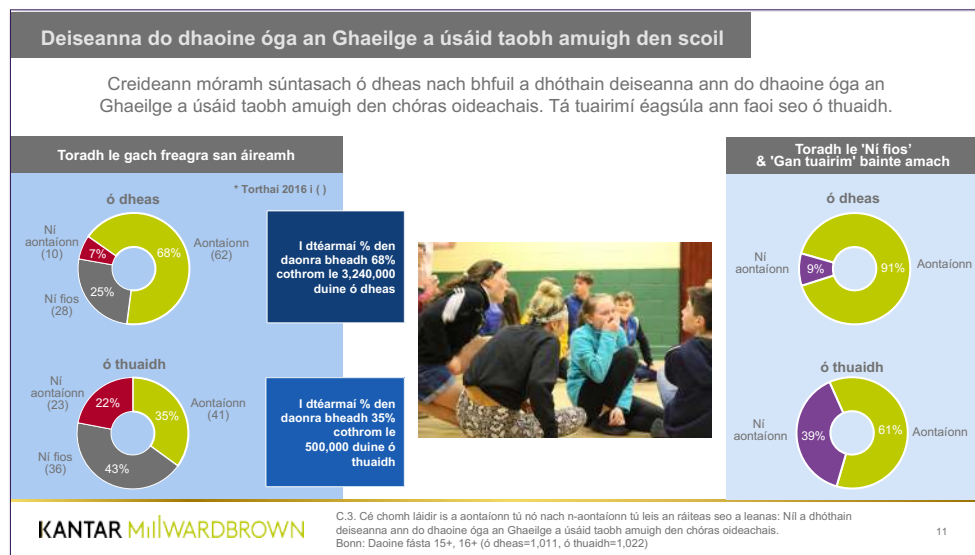 Deiseanna do dhaoine óga an Ghaeilge a úsáid taobh amuigh den scoil
Creideann móramh súntasach ó dheas nach bhfuil a dhóthain deiseanna ann do dhaoine óga an
Ghaeilge a úsáid taobh amuigh den chóras oideachais. Tá tuairimí éagsúla ann faoi seo ó thuaidh.
Toradh le gach freagra san áireamh
* Torthaí 2016 i ( )
ó dheas
Ní
aontaíonn
(10)
7%
68%
Aontaíonn
(62)
25%
Ní fios
(28)
I dtéarmaí % den
daonra bheadh 68%
cothrom le 3,240,000
duine ó dheas
ó thuaidh
Ní
aontaíonn
(23)
22%
35%
Aontaíonn
(41)
Ní fios
(36)
43%
I dtéarmaí % den
daonra bheadh 35%
cothrom le
500,000 duine ó
thuaidh
Toradh le 'Ní fios’
& 'Gan tuairim' bainte amach
ó dheas
Ní
aontaíonn
9%
91%
Aontaíonn
ó thuaidh
Ní
aontaíonn
39%
61%
Aontaíonn
KANTAR MillWARDBROWN
C.3. Cé chomh láidir is a aontaíonn tú nó nach n-aontaíonn tú leis an ráiteas seo a leanas: Níl a dhóthain
deiseanna ann do dhaoine óga an Ghaeilge a úsáid taobh amuigh den chóras oideachais.
Bonn: Daoine fásta 15+, 16+ (ó dheas=1,011, ó thuaidh=1,022)
11